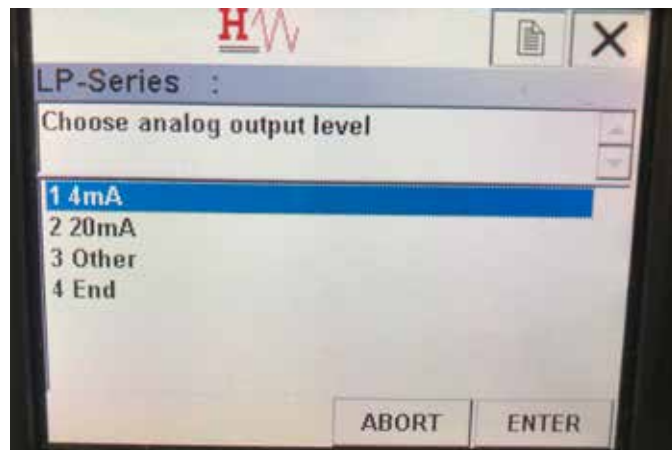 H
LP-Series :
Choose analog output level
1 4mA
2 20mA
3 Other
4 End
ABORT ENTER